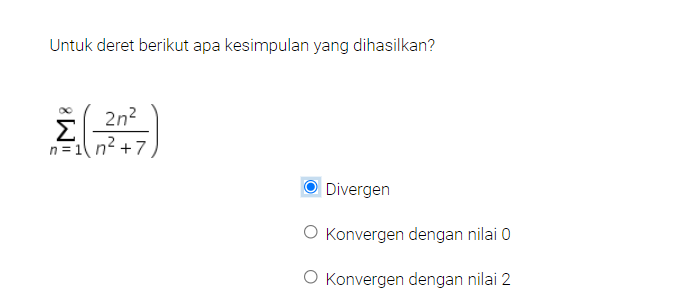 Untuk deret berikut apa kesimpulan yang dihasilkan?
∞
Σ
n = 1
( 2n² / n² + 7 )
Divergen
Konvergen dengan nilai 0
Konvergen dengan nilai 2